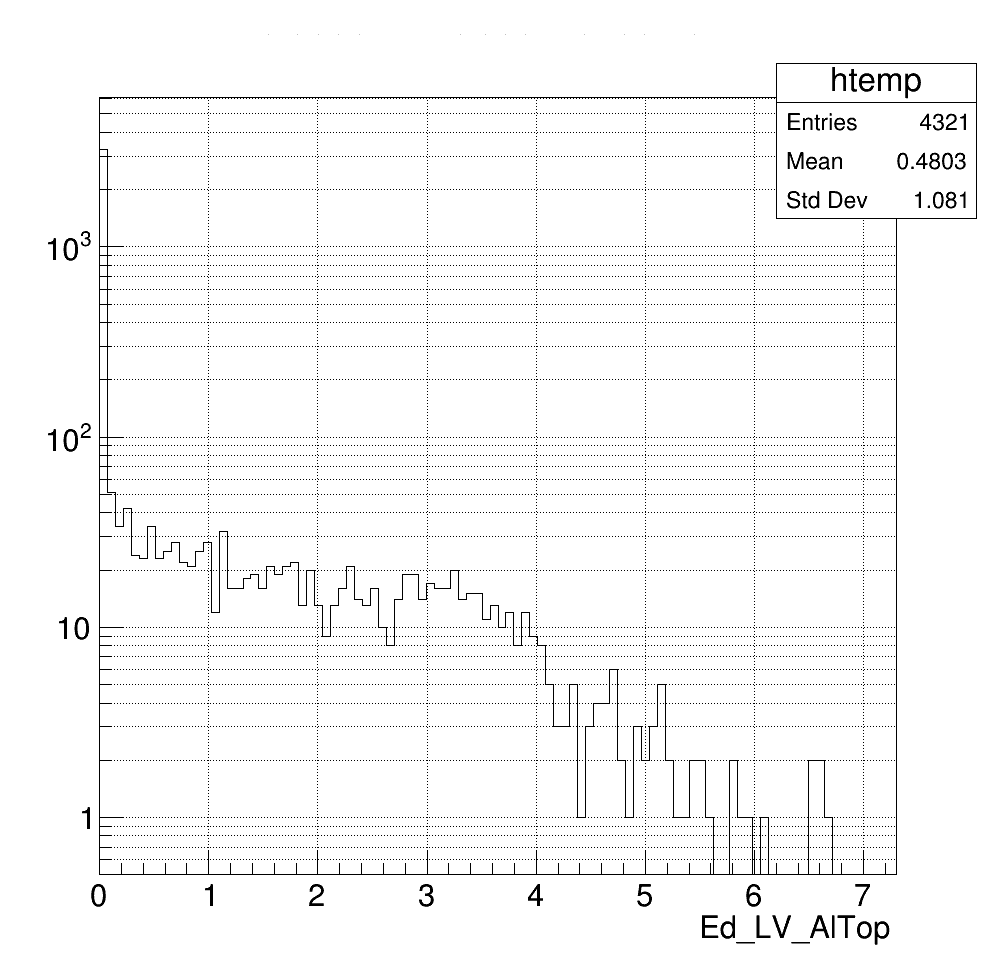 htemp
Entries 4321
Mean 0.4803
Std Dev 1.081
10³
10²
10
1
0 1 2 3 4 5 6 7
Ed_LV_AlTop